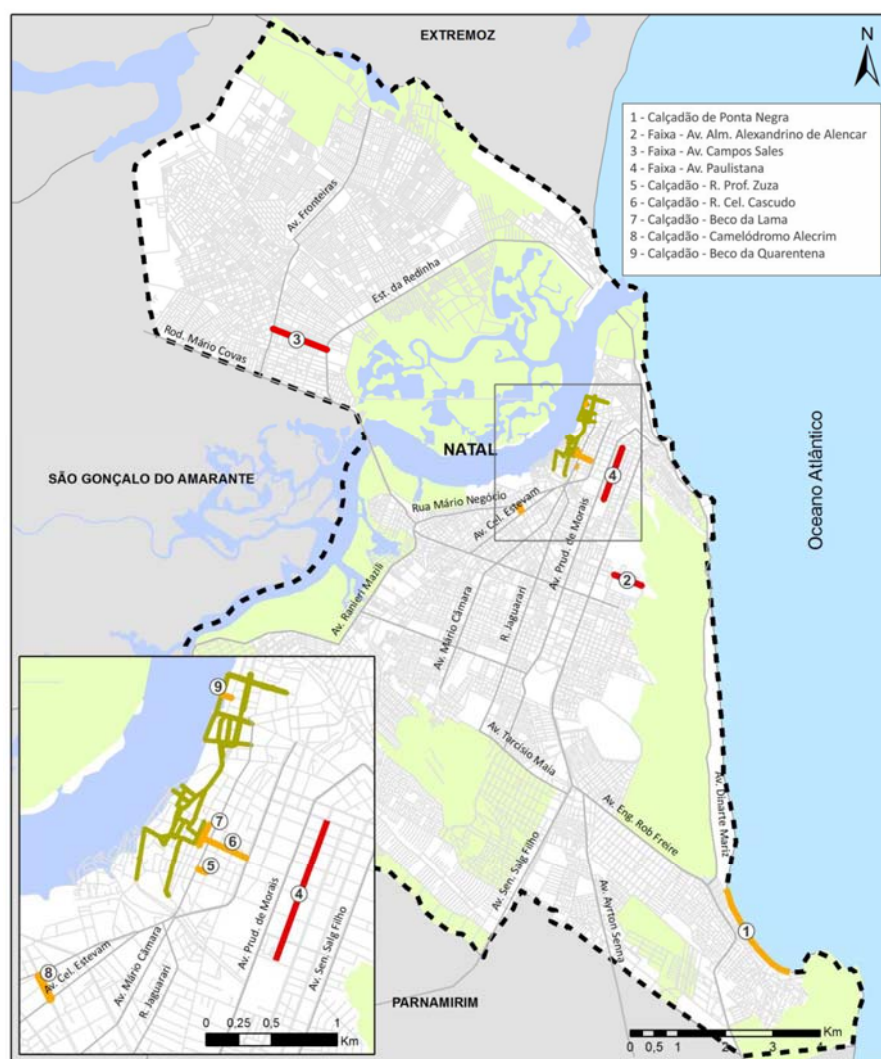 EXTREMOZ
N
1 - Calçadão de Ponta Negra
2 - Faixa - Av. Alm. Alexandrino de Alencar
3 - Faixa - Av. Campos Sales
4 - Faixa - Av. Paulistana
5 - Calçadão - R. Prof. Zuza
6 - Calçadão - R. Cel. Cascudo
7 - Calçadão - Beco da Lama
8 - Calçadão - Camelódromo Alecrim
9 - Calçadão - Beco da Quarentena
Av. Fronteiras
Est. da Redinha
3
Rod. Mário Covas
NATAL
SÃO GONÇALO DO AMARANTE
4
Oceano Atlântico
Rua Mário Negócio
Av. Cel. Estevam
Av. Prud. de Morais
2
Av. Ranieri Mazili
Av. Mário Câmara
R. Jaguarari
Av. Tarcísio Maia
Av. Eng. Rob Freire
Av. Dinarte Mariz
Av. Sen. Salg Filho
Av. Ayrton Senna
1
PARNAMIRIM
0 0,5 1 2 3 4 Km
9
7
6
5
4
8
Av. Prud. de Morais
Av. Sen. Salg Filho
Av. Cel. Estevam
Av. Mário Câmara
R. Jaguarari
0 0,25 0,5 1
Km